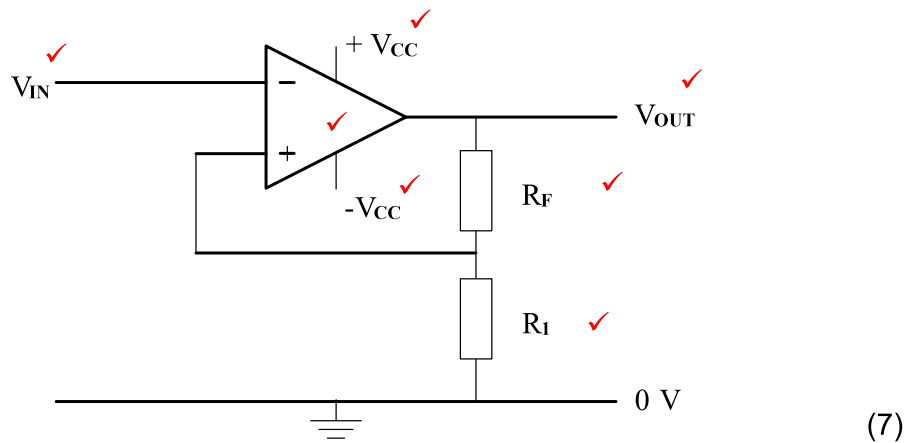 + VCC
VIN
−
VOUT
+
-VCC
RF
R1
0 V
(7)